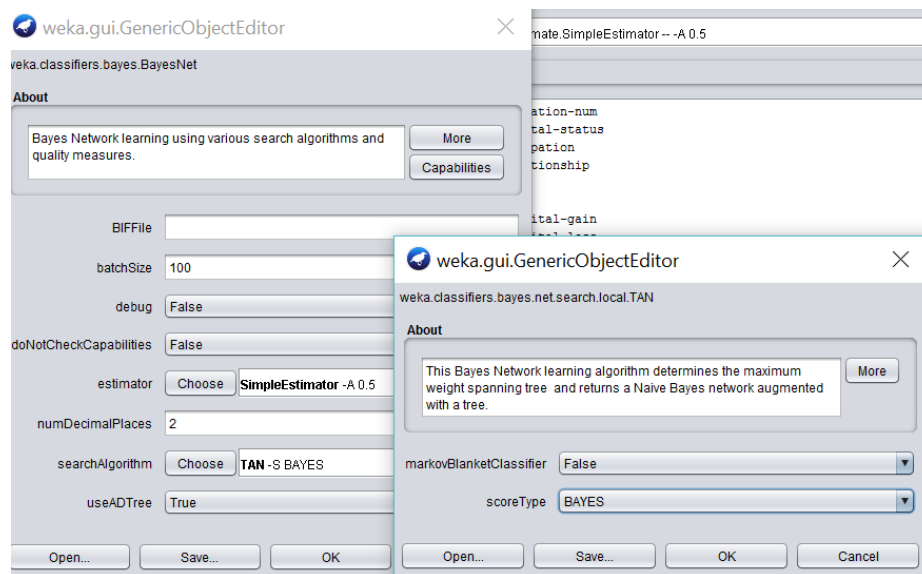 weka.gui.GenericObjectEditor
weka.classifiers.bayes.BayesNet
About
Bayes Network learning using various search algorithms and
quality measures.
More
Capabilities
BIFFile
batchSize 100
debug False
doNotCheckCapabilities False
estimator Choose SimpleEstimator -A 0.5
numDecimalPlaces 2
searchAlgorithm Choose TAN -S BAYES
useADTree True
Open... Save... OK
mate.SimpleEstimator -- -A 0.5
ation-num
tal-status
pation
tionship
ital-gain
weka.gui.GenericObjectEditor
weka.classifiers.bayes.net.search.local.TAN
About
This Bayes Network learning algorithm determines the maximum
weight spanning tree and returns a Naive Bayes network augmented
with a tree.
More
markovBlanketClassifier False
scoreType BAYES
Open... Save... OK Cancel